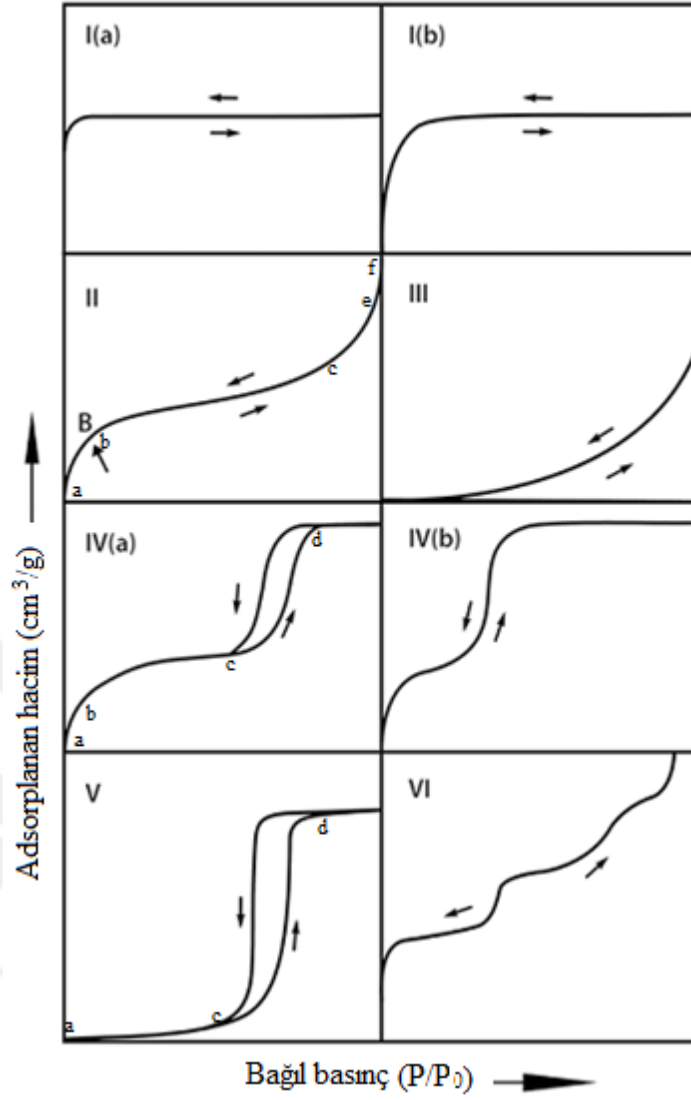 I(a)
I(b)
II
B
a
b
c
e
f
III
IV(a)
a
b
c
d
IV(b)
V
a
c
d
VI
Adsorplanan hacim (cm³/g)
Bağıl basınç (P/P₀)